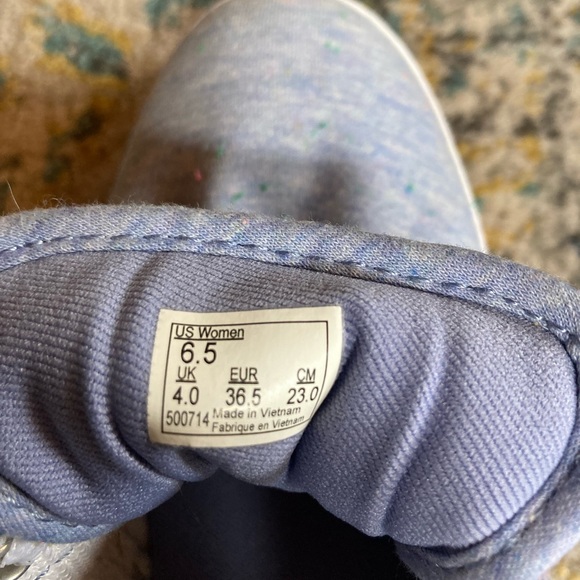 US Women
6.5
UK EUR CM
4.0 36.5 23.0
500714 Made in Vietnam
Fabrique en Vietnam